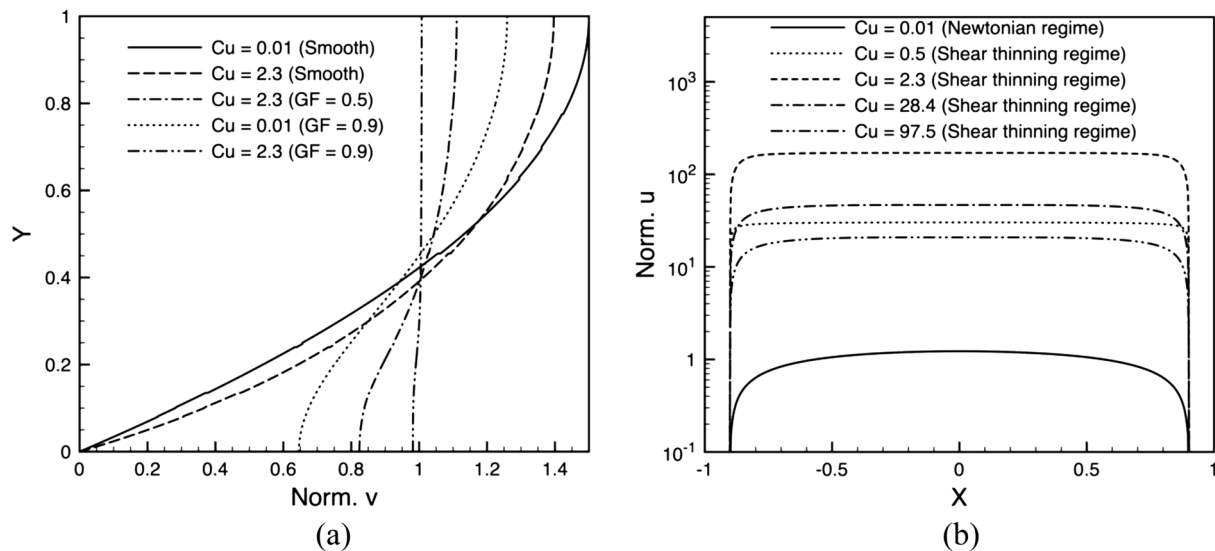 1
0.8
0.6
0.4
0.2
0
Y
Cu = 0.01 (Smooth)
Cu = 2.3 (Smooth)
Cu = 2.3 (GF = 0.5)
Cu = 0.01 (GF = 0.9)
Cu = 2.3 (GF = 0.9)
0 0.2 0.4 0.6 0.8 1 1.2 1.4
Norm. v
(a)
10³
10²
10¹
1
10⁻¹
Norm. u
Cu = 0.01 (Newtonian regime)
Cu = 0.5 (Shear thinning regime)
Cu = 2.3 (Shear thinning regime)
Cu = 28.4 (Shear thinning regime)
Cu = 97.5 (Shear thinning regime)
-1 -0.5 0 0.5 1
X
(b)